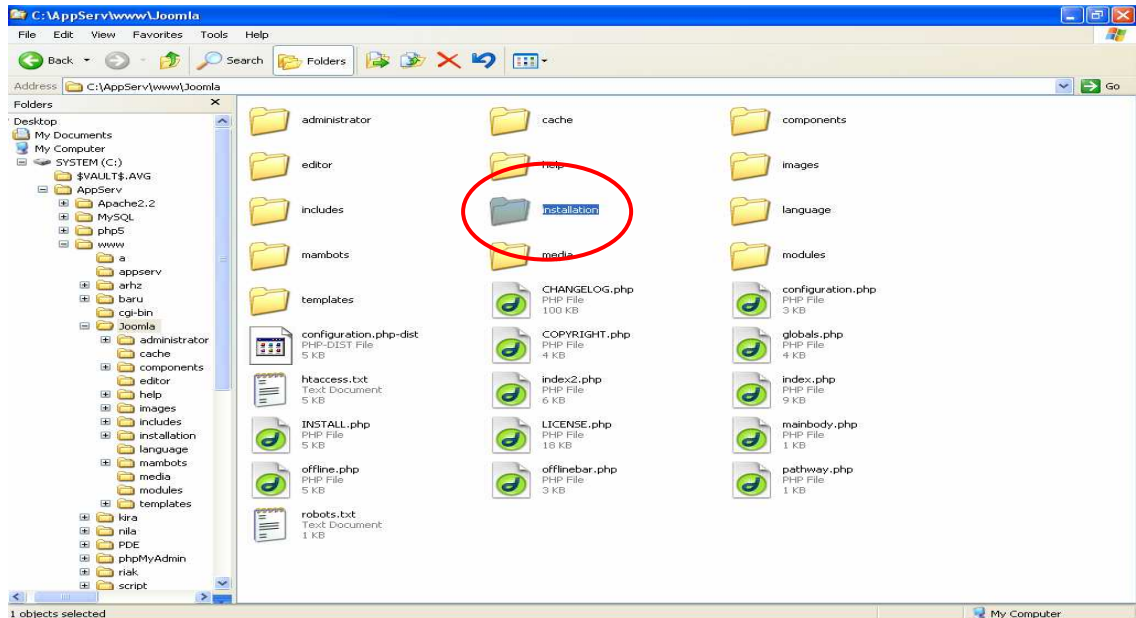 C:\AppServ\www\Joomla
File Edit View Favorites Tools Help
Back Search Folders
Address C:\AppServ\www\Joomla Go
Folders
Desktop
My Documents
My Computer
SYSTEM (C:)
$VAULT$.AVG
AppServ
Apache2.2
MySQL
php5
www
a
appserv
arhz
baru
cgi-bin
Joomla
administrator
cache
components
editor
help
images
includes
installation
language
mambots
media
modules
templates
kira
nila
PDE
phpMyAdmin
riak
script
administrator
cache
components
editor
help
images
includes
installation
language
mambots
media
modules
templates
CHANGELOG.php
PHP File
100 KB
configuration.php
PHP File
3 KB
configuration.php-dist
PHP-DIST File
5 KB
COPYRIGHT.php
PHP File
4 KB
globals.php
PHP File
4 KB
htaccess.txt
Text Document
5 KB
index2.php
PHP File
6 KB
index.php
PHP File
9 KB
INSTALL.php
PHP File
5 KB
LICENSE.php
PHP File
18 KB
mainbody.php
PHP File
1 KB
offline.php
PHP File
5 KB
offlinebar.php
PHP File
3 KB
pathway.php
PHP File
1 KB
robots.txt
Text Document
1 KB
1 objects selected
My Computer